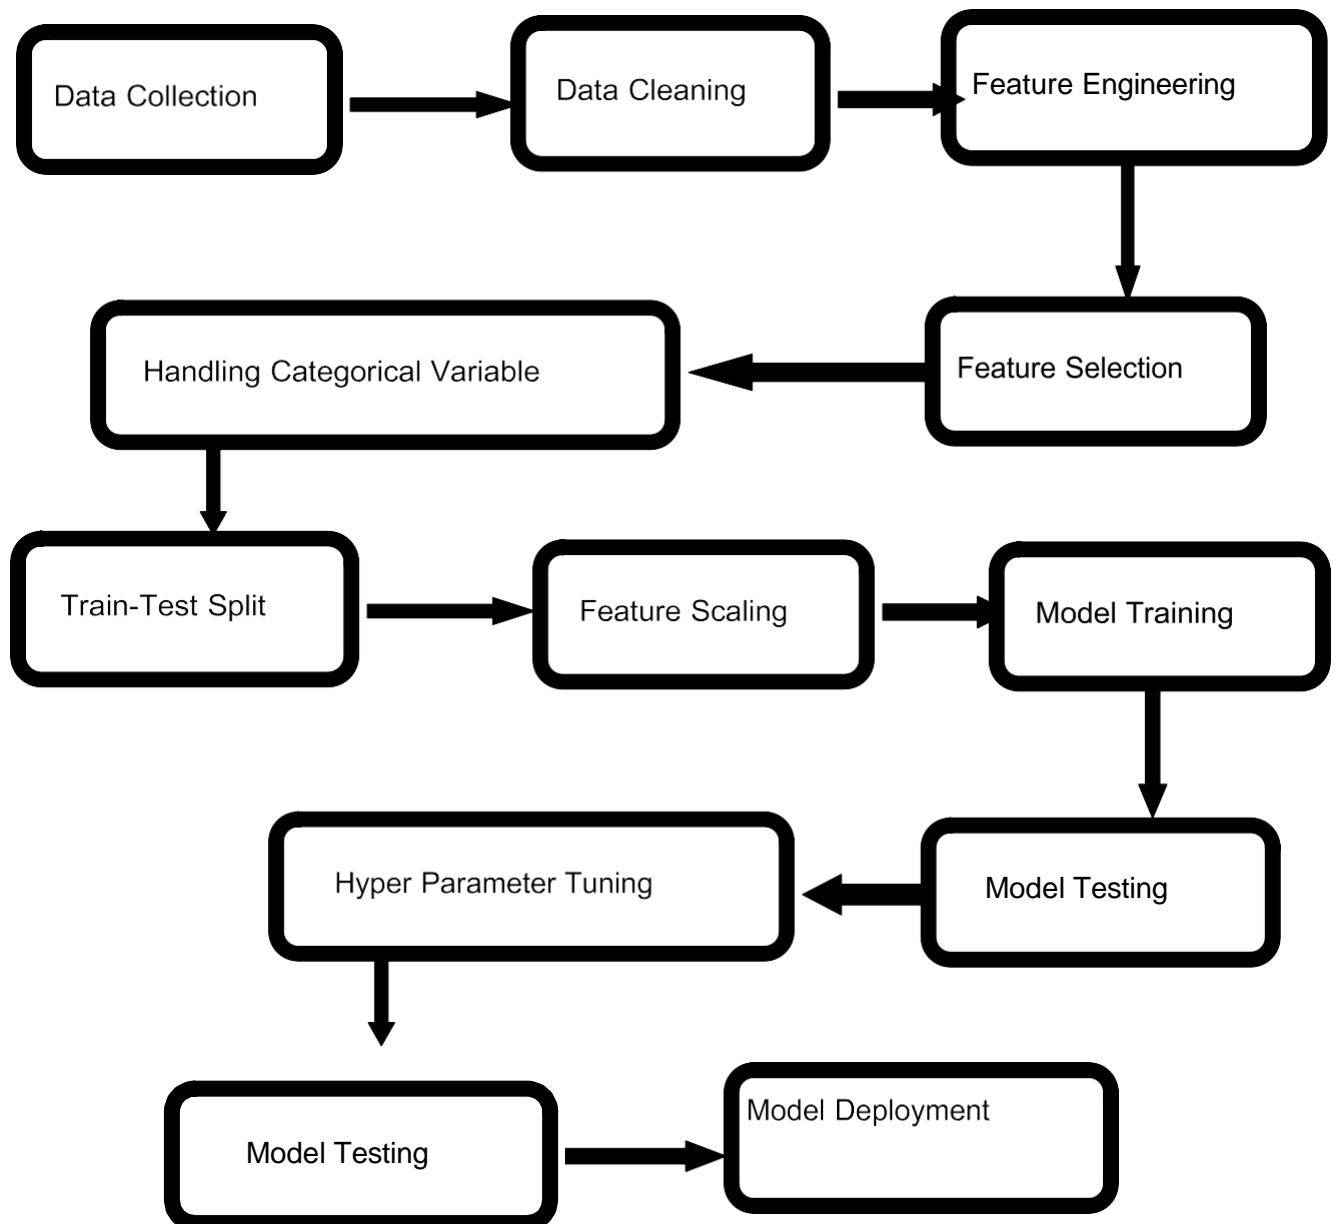 Data Collection
Data Cleaning
Feature Engineering
Feature Selection
Handling Categorical Variable
Train-Test Split
Feature Scaling
Model Training
Model Testing
Hyper Parameter Tuning
Model Testing
Model Deployment